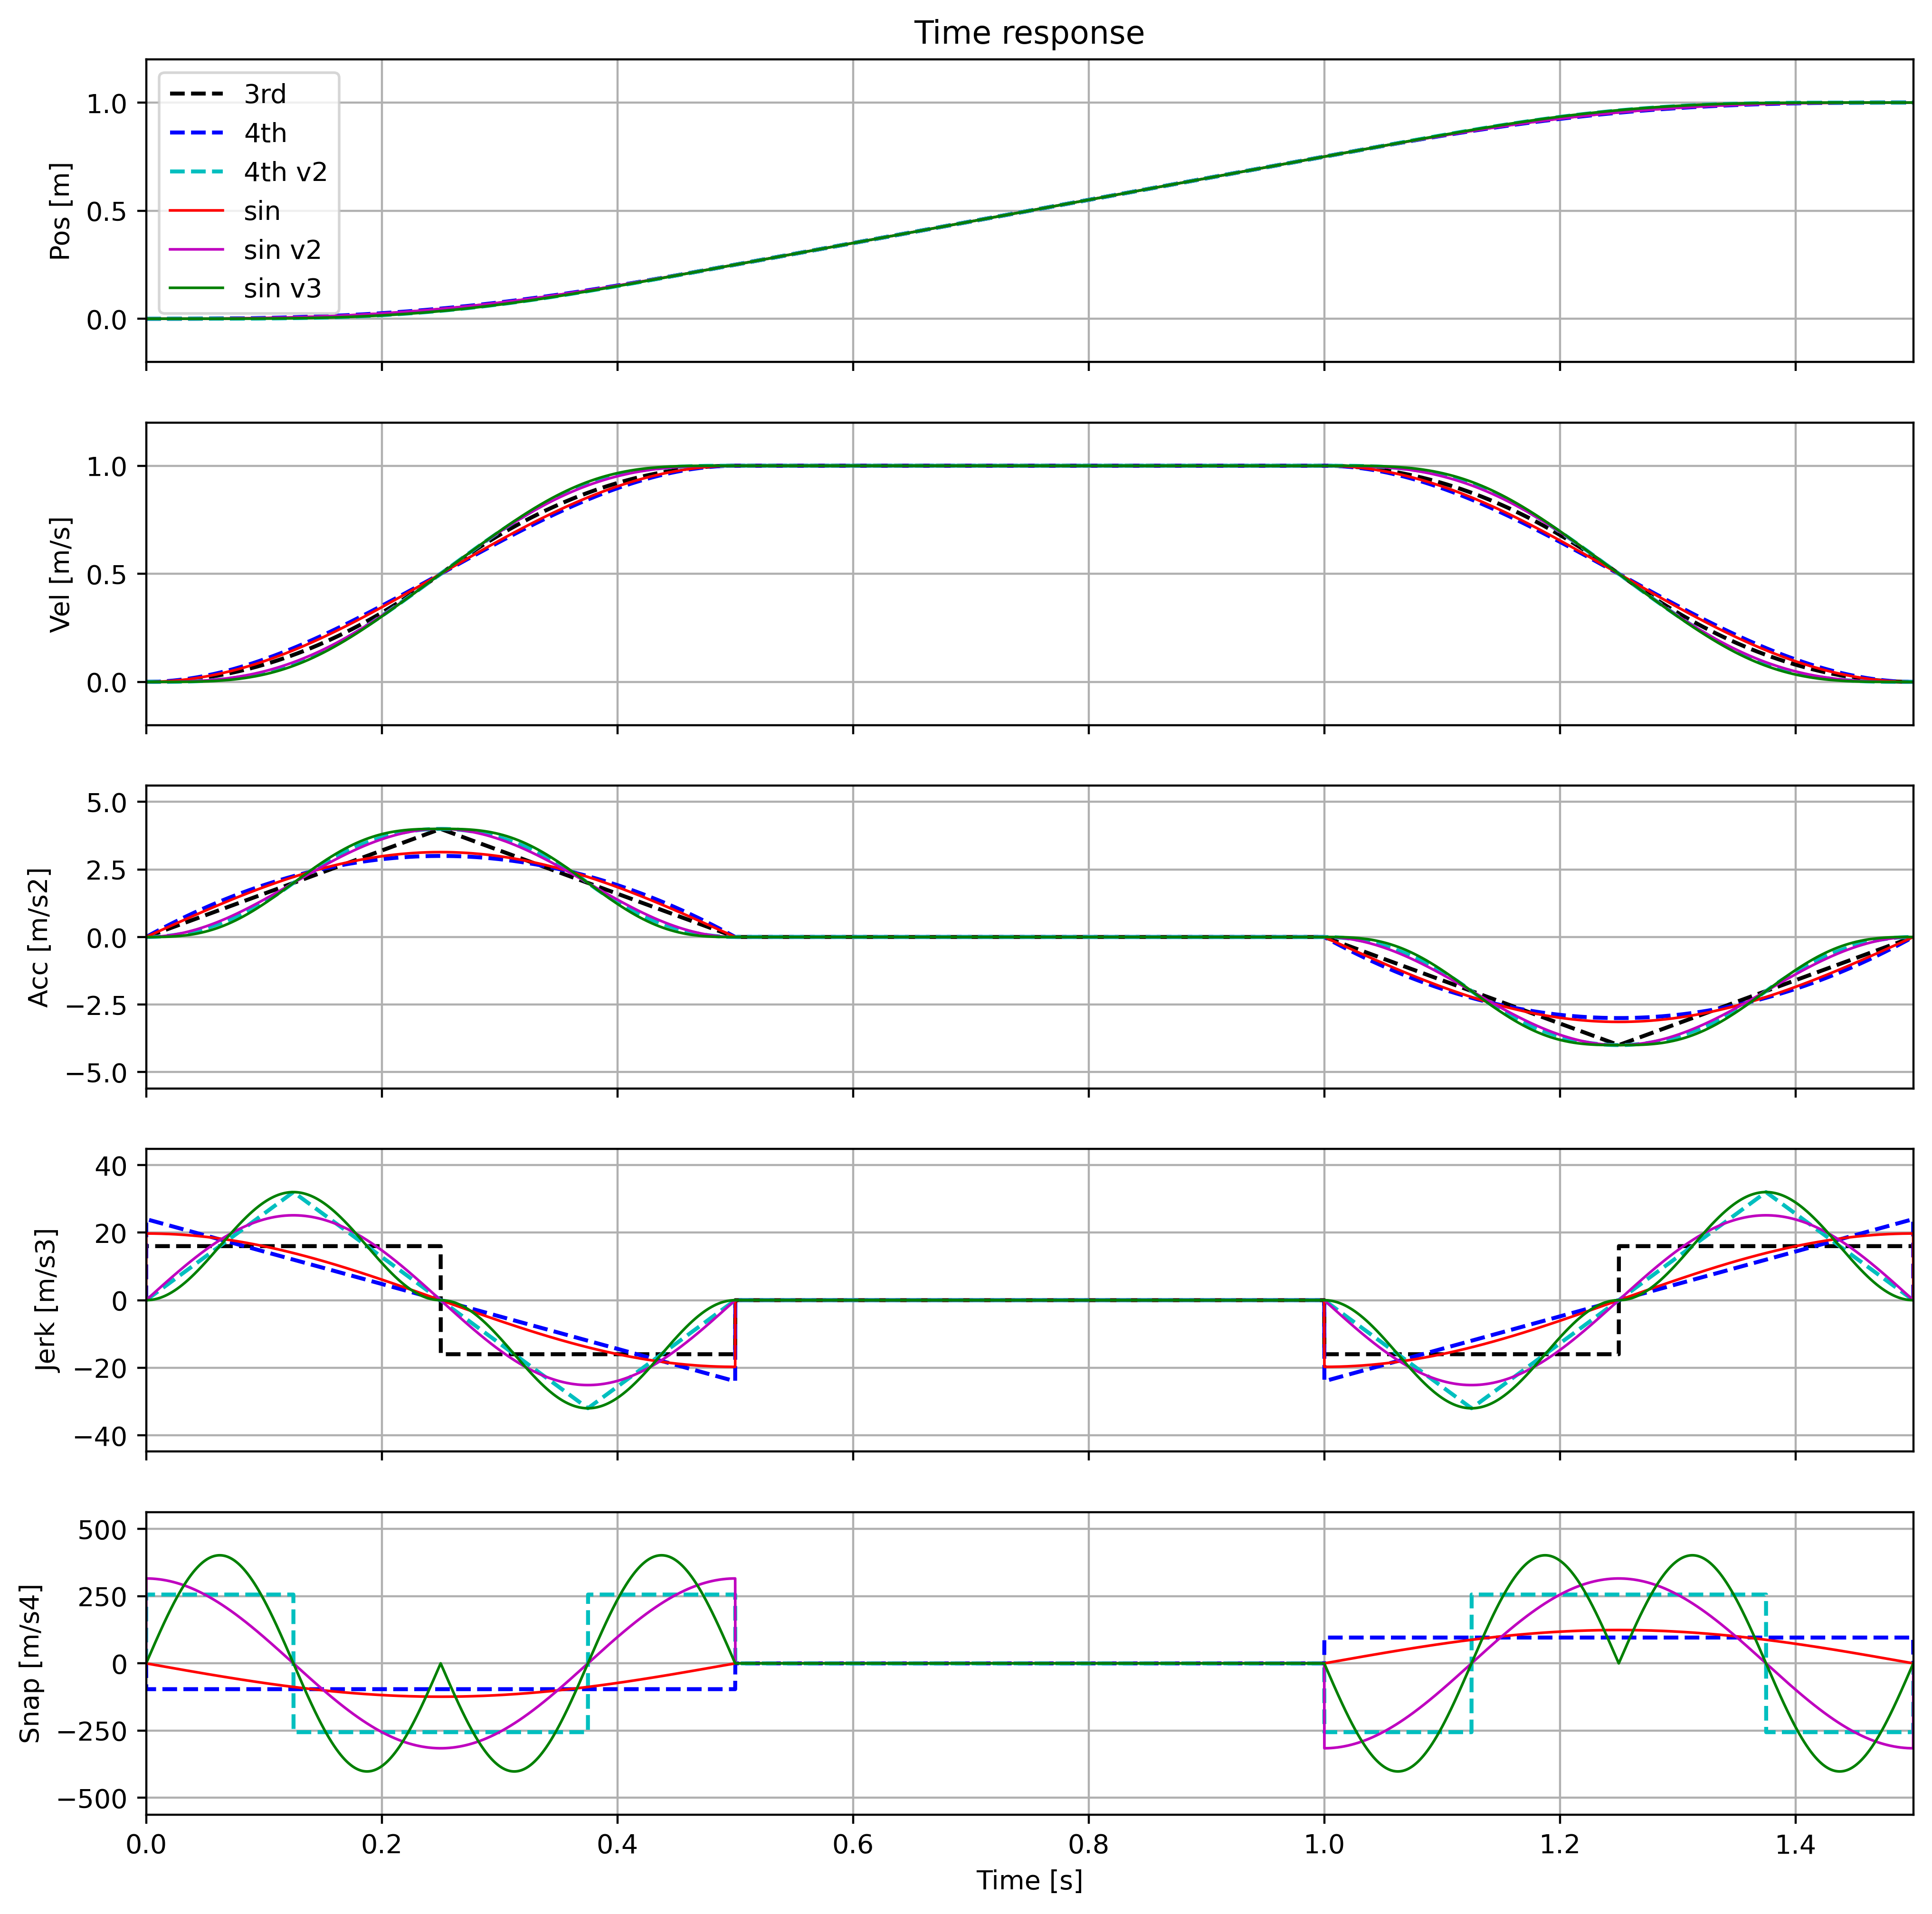 Time response
1.0
0.5
0.0
Pos [m]
3rd
4th
4th v2
sin
sin v2
sin v3
1.0
0.5
0.0
Vel [m/s]
5.0
2.5
0.0
−2.5
−5.0
Acc [m/s2]
40
20
0
−20
−40
Jerk [m/s3]
500
250
0
−250
−500
Snap [m/s4]
0.0 0.2 0.4 0.6 0.8 1.0 1.2 1.4
Time [s]